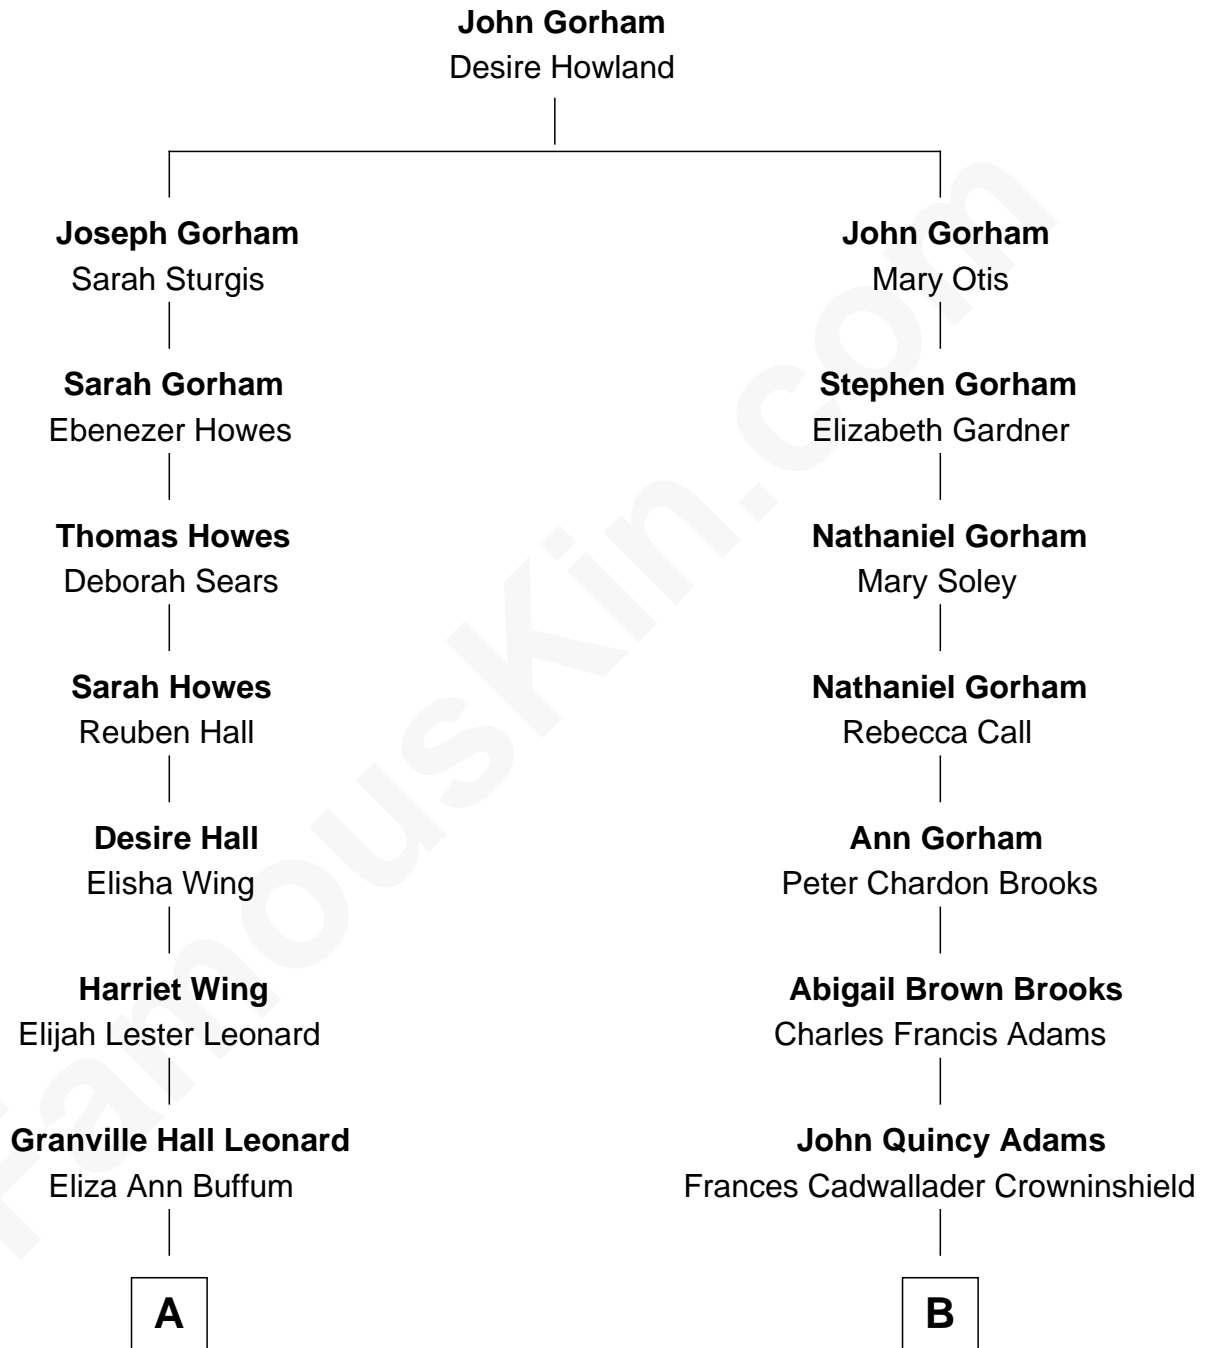 John Gorham
Desire Howland
Joseph Gorham
Sarah Sturgis
John Gorham
Mary Otis
Sarah Gorham
Ebenezer Howes
Stephen Gorham
Elizabeth Gardner
Thomas Howes
Deborah Sears
Nathaniel Gorham
Mary Soley
Sarah Howes
Reuben Hall
Nathaniel Gorham
Rebecca Call
Desire Hall
Elisha Wing
Ann Gorham
Peter Chardon Brooks
Harriet Wing
Elijah Lester Leonard
Abigail Brown Brooks
Charles Francis Adams
Granville Hall Leonard
Eliza Ann Buffum
John Quincy Adams
Frances Cadwallader Crowninshield
A
B
FamousKin.com